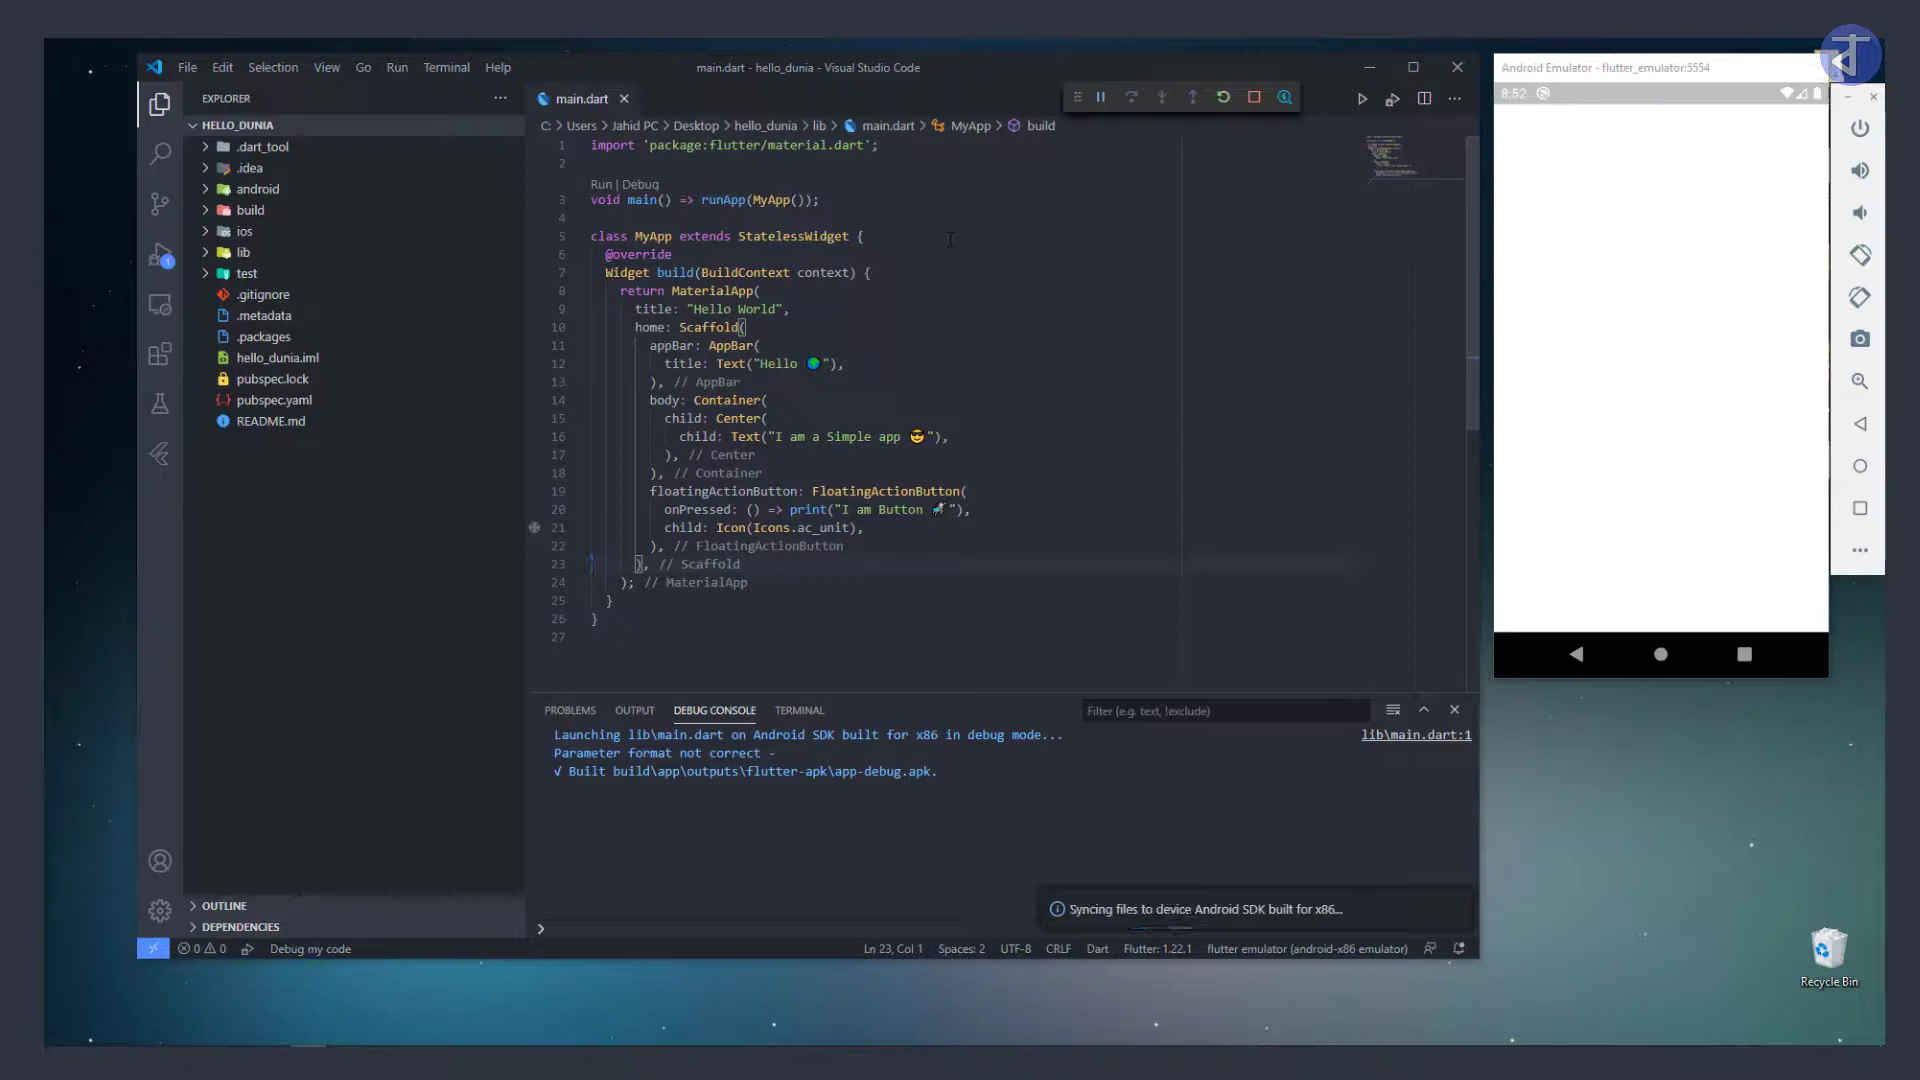 File Edit Selection View Go Run Terminal Help
main.dart - hello_dunia - Visual Studio Code
EXPLORER
HELLO_DUNIA
.dart_tool
.idea
android
build
ios
lib
test
.gitignore
.metadata
.packages
hello_dunia.iml
pubspec.lock
pubspec.yaml
README.md
OUTLINE
DEPENDENCIES
1
main.dart
C: > Users > Jahid PC > Desktop > hello_dunia > lib > main.dart > MyApp > build
1 import 'package:flutter/material.dart';
2
Run | Debug
3 void main() => runApp(MyApp());
4
5 class MyApp extends StatelessWidget {
6 @override
7 Widget build(BuildContext context) {
8 return MaterialApp(
9 title: "Hello World",
10 home: Scaffold(
11 appBar: AppBar(
12 title: Text("Hello 🌍"),
13 ), // AppBar
14 body: Container(
15 child: Center(
16 child: Text("I am a Simple app 😎"),
17 ), // Center
18 ), // Container
19 floatingActionButton: FloatingActionButton(
20 onPressed: () => print("I am Button "),
21 child: Icon(Icons.ac_unit),
22 ), // FloatingActionButton
23 ), // Scaffold
24 ); // MaterialApp
25 }
26 }
27
PROBLEMS OUTPUT DEBUG CONSOLE TERMINAL
Filter (e.g. text, !exclude)
Launching lib\main.dart on Android SDK built for x86 in debug mode...
lib\main.dart:1
Parameter format not correct -
√ Built build\app\outputs\flutter-apk\app-debug.apk.
Syncing files to device Android SDK built for x86...
0 0 Debug my code
Ln 23, Col 1 Spaces: 2 UTF-8 CRLF Dart Flutter: 1.22.1 flutter emulator (android-x86 emulator)
Android Emulator - flutter_emulator:5554
8:52
Recycle Bin